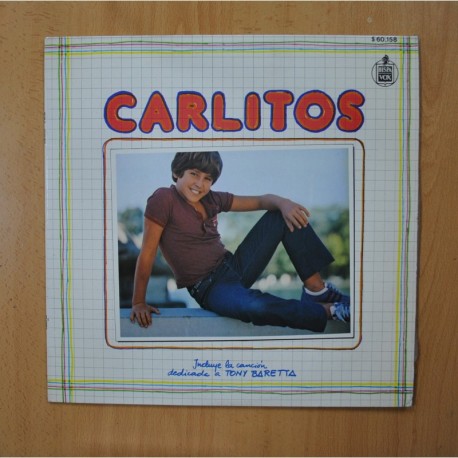 S 60.158
HISPA
VOX
CARLITOS
Incluye la canción
dedicada a TONY BARETTA